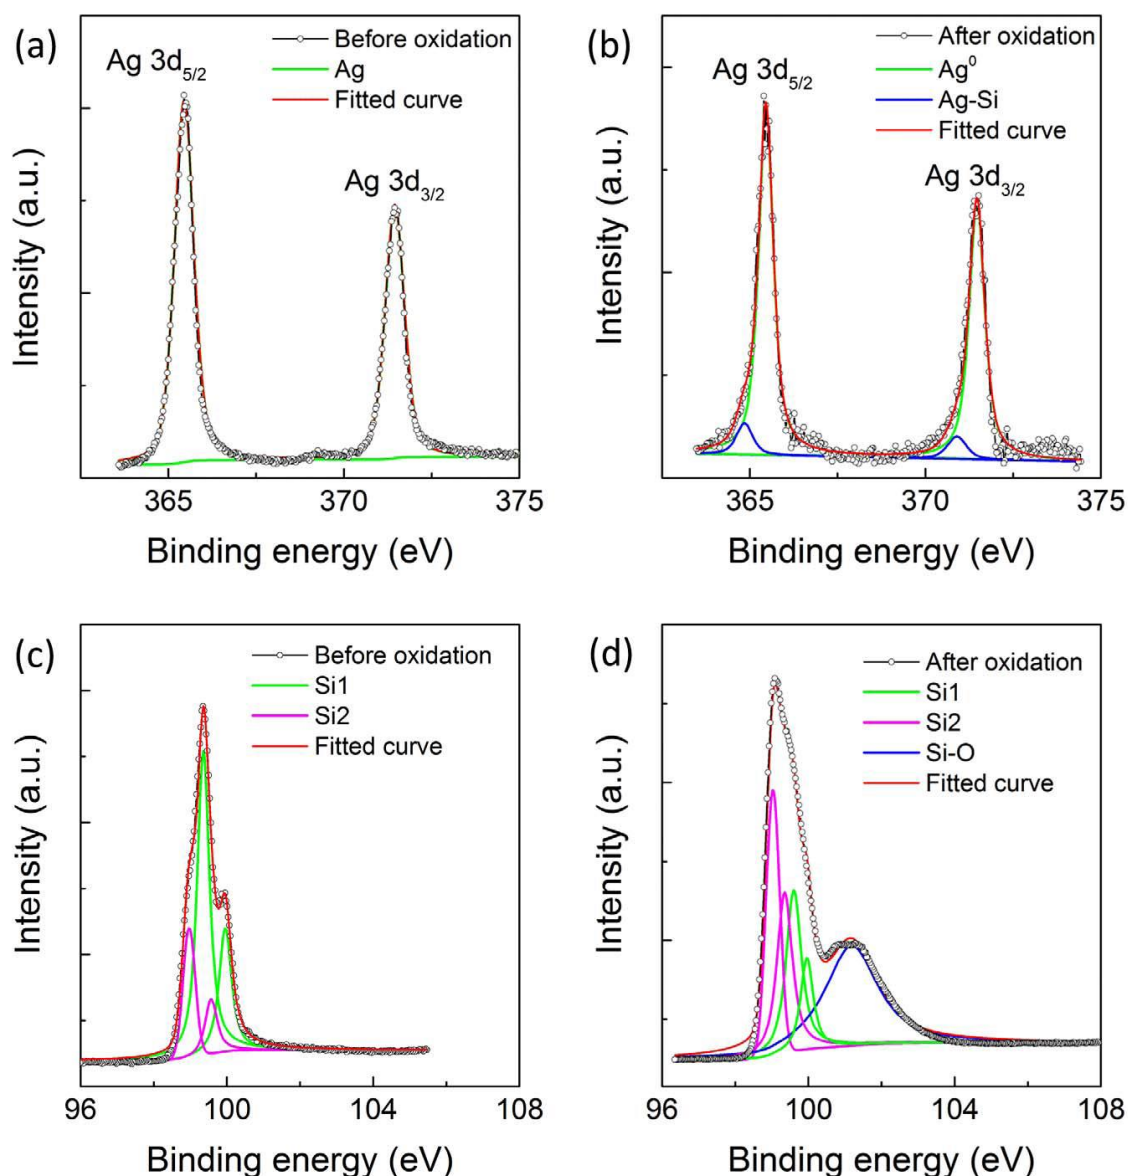 (a)
Before oxidation
Ag
Fitted curve
Ag 3d5/2
Ag 3d3/2
Intensity (a.u.)
365
370
375
Binding energy (eV)
(b)
After oxidation
Ag0
Ag-Si
Fitted curve
Ag 3d5/2
Ag 3d3/2
Intensity (a.u.)
365
370
375
Binding energy (eV)
(c)
Before oxidation
Si1
Si2
Fitted curve
Intensity (a.u.)
96
100
104
108
Binding energy (eV)
(d)
After oxidation
Si1
Si2
Si-O
Fitted curve
Intensity (a.u.)
96
100
104
108
Binding energy (eV)